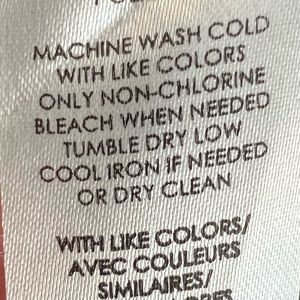 MACHINE WASH COLD
WITH LIKE COLORS
ONLY NON-CHLORINE
BLEACH WHEN NEEDED
TUMBLE DRY LOW
COOL IRON IF NEEDED
OR DRY CLEAN
WITH LIKE COLORS/
AVEC COULEURS
SIMILAIRES/